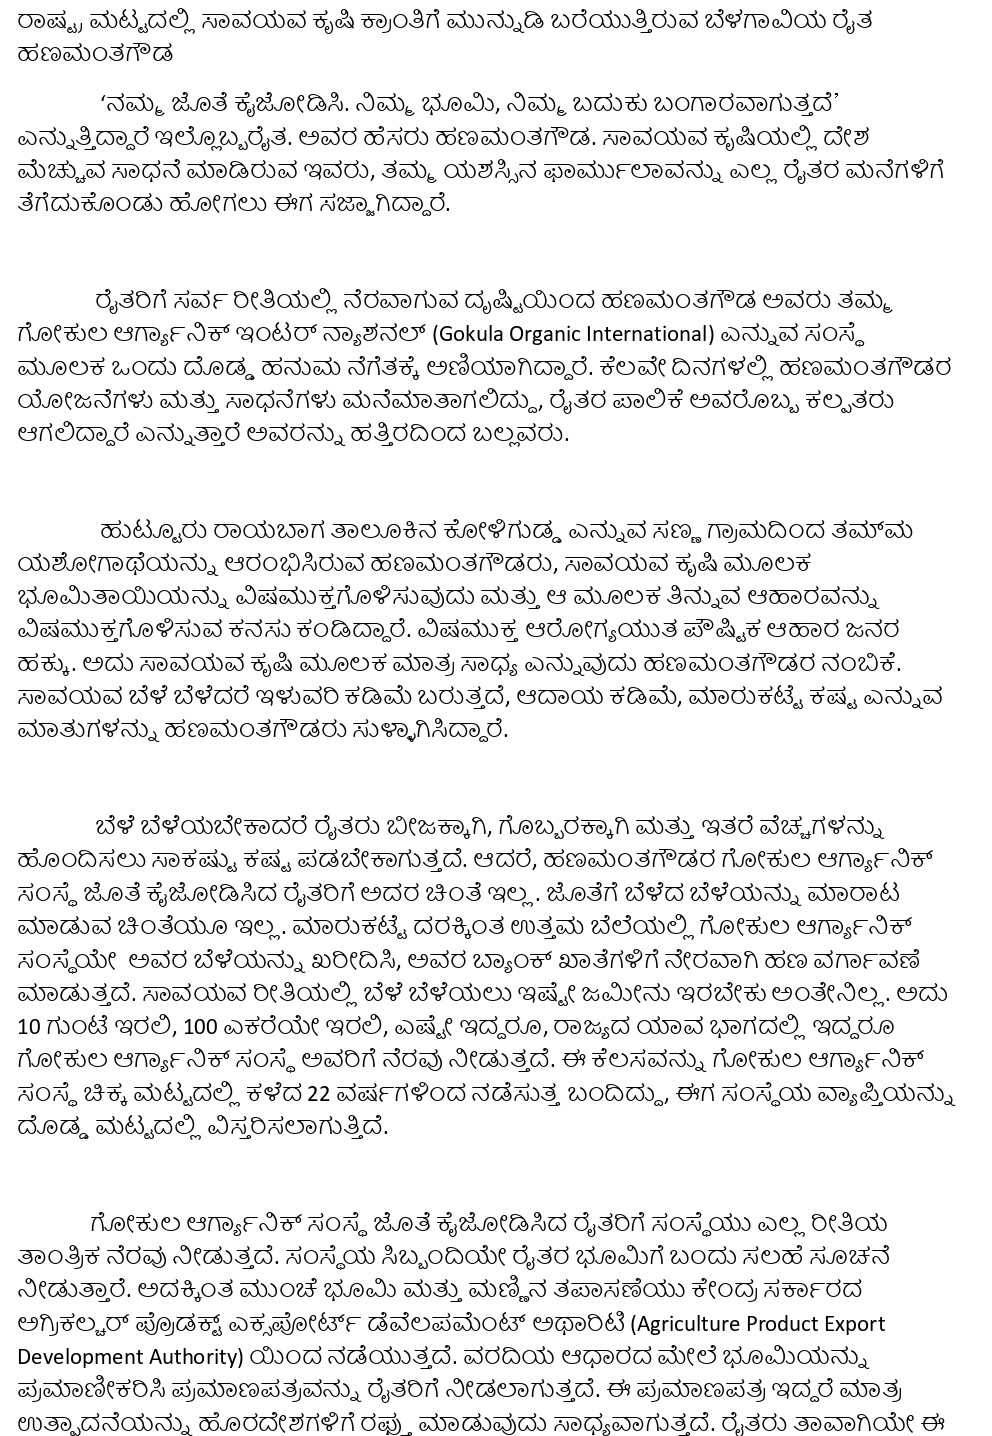 ರಾಷ್ಟ್ರ ಮಟ್ಟದಲ್ಲಿ ಸಾವಯವ ಕೃಷಿ ಕ್ರಾಂತಿಗೆ ಮುನ್ನುಡಿ ಬರೆಯುತ್ತಿರುವ ಬೆಳಗಾವಿಯ ರೈತ
ಹಣಮಂತಗೌಡ
‘ನಮ್ಮ ಜೊತೆ ಕೈಜೋಡಿಸಿ. ನಿಮ್ಮ ಭೂಮಿ, ನಿಮ್ಮ ಬದುಕು ಬಂಗಾರವಾಗುತ್ತದೆ’
ಎನ್ನುತ್ತಿದ್ದಾರೆ ಇಲ್ಲೊಬ್ಬರೈತ. ಅವರ ಹೆಸರು ಹಣಮಂತಗೌಡ. ಸಾವಯವ ಕೃಷಿಯಲ್ಲಿ ದೇಶ
ಮೆಚ್ಚುವ ಸಾಧನೆ ಮಾಡಿರುವ ಇವರು, ತಮ್ಮ ಯಶಸ್ಸಿನ ಫಾರ್ಮುಲಾವನ್ನು ಎಲ್ಲ ರೈತರ ಮನೆಗಳಿಗೆ
ತೆಗೆದುಕೊಂಡು ಹೋಗಲು ಈಗ ಸಜ್ಜಾಗಿದ್ದಾರೆ.
ರೈತರಿಗೆ ಸರ್ವ ರೀತಿಯಲ್ಲಿ ನೆರವಾಗುವ ದೃಷ್ಟಿಯಿಂದ ಹಣಮಂತಗೌಡ ಅವರು ತಮ್ಮ
ಗೋಕುಲ ಆರ್ಗ್ಯಾನಿಕ್ ಇಂಟರ್ ನ್ಯಾಶನಲ್ (Gokula Organic International) ಎನ್ನುವ ಸಂಸ್ಥೆ
ಮೂಲಕ ಒಂದು ದೊಡ್ಡ ಹನುಮ ನೆಗೆತಕ್ಕೆ ಅಣಿಯಾಗಿದ್ದಾರೆ. ಕೆಲವೇ ದಿನಗಳಲ್ಲಿ ಹಣಮಂತಗೌಡರ
ಯೋಜನೆಗಳು ಮತ್ತು ಸಾಧನೆಗಳು ಮನೆಮಾತಾಗಲಿದ್ದು, ರೈತರ ಪಾಲಿಕೆ ಅವರೊಬ್ಬ ಕಲ್ಪತರು
ಆಗಲಿದ್ದಾರೆ ಎನ್ನುತ್ತಾರೆ ಅವರನ್ನು ಹತ್ತಿರದಿಂದ ಬಲ್ಲವರು.
ಹುಟ್ಟೂರು ರಾಯಬಾಗ ತಾಲೂಕಿನ ಕೋಳಿಗುಡ್ಡ ಎನ್ನುವ ಸಣ್ಣ ಗ್ರಾಮದಿಂದ ತಮ್‌ಮ
ಯಶೋಗಾಥೆಯನ್ನು ಆರಂಭಿಸಿರುವ ಹಣಮಂತಗೌಡರು, ಸಾವಯವ ಕೃಷಿ ಮೂಲಕ
ಭೂಮಿತಾಯಿಯನ್ನು ವಿಷಮುಕ್ತಗೊಳಿಸುವುದು ಮತ್ತು ಆ ಮೂಲಕ ತಿನ್ನುವ ಆಹಾರವನ್ನು
ವಿಷಮುಕ್ತಗೊಳಿಸುವ ಕನಸು ಕಂಡಿದ್ದಾರೆ. ವಿಷಮುಕ್ತ ಆರೋಗ್ಯಯುತ ಪೌಷ್ಟಿಕ ಆಹಾರ ಜನರ
ಹಕ್ಕು. ಅದು ಸಾವಯವ ಕೃಷಿ ಮೂಲಕ ಮಾತ್ರ ಸಾಧ್ಯ ಎನ್ನುವುದು ಹಣಮಂತಗೌಡರ ನಂಬಿಕೆ.
ಸಾವಯವ ಬೆಳೆ ಬೆಳೆದರೆ ಇಳುವರಿ ಕಡಿಮೆ ಬರುತ್ತದೆ, ಆದಾಯ ಕಡಿಮೆ, ಮಾರುಕಟ್ಟೆ ಕಷ್ಟ ಎನ್ನುವ
ಮಾತುಗಳನ್ನು ಹಣಮಂತಗೌಡರು ಸುಳ್ಳಾಗಿಸಿದ್ದಾರೆ.
ಬೆಳೆ ಬೆಳೆಯಬೇಕಾದರೆ ರೈತರು ಬೀಜಕ್ಕಾಗಿ, ಗೊಬ್ಬರಕ್ಕಾಗಿ ಮತ್ತು ಇತರೆ ವೆಚ್ಚಗಳನ್ನು
ಹೊಂದಿಸಲು ಸಾಕಷ್ಟು ಕಷ್ಟ ಪಡಬೇಕಾಗುತ್ತದೆ. ಆದರೆ, ಹಣಮಂತಗೌಡರ ಗೋಕುಲ ಆರ್ಗ್ಯಾನಿಕ್
ಸಂಸ್ಥೆ ಜೊತೆ ಕೈಜೋಡಿಸಿದ ರೈತರಿಗೆ ಅದರ ಚಿಂತೆ ಇಲ್ಲ. ಜೊತೆಗೆ ಬೆಳೆದ ಬೆಳೆಯನ್ನು ಮಾರಾಟ
ಮಾಡುವ ಚಿಂತೆಯೂ ಇಲ್ಲ. ಮಾರುಕಟ್ಟೆ ದರಕ್ಕಿಂತ ಉತ್ತಮ ಬೆಲೆಯಲ್ಲಿ ಗೋಕುಲ ಆರ್ಗ್ಯಾನಿಕ್
ಸಂಸ್ಥೆಯೇ ಅವರ ಬೆಳೆಯನ್ನು ಖರೀದಿಸಿ, ಅವರ ಬ್ಯಾಂಕ್ ಖಾತೆಗಳಿಗೆ ನೇರವಾಗಿ ಹಣ ವರ್ಗಾವಣೆ
ಮಾಡುತ್ತದೆ. ಸಾವಯವ ರೀತಿಯಲ್ಲಿ ಬೆಳೆ ಬೆಳೆಯಲು ಇಷ್ಟೇ ಜಮೀನು ಇರಬೇಕು ಅಂತೇನಿಲ್ಲ. ಅದು
10 ಗುಂಟೆ ಇರಲಿ, 100 ಎಕರೆಯೇ ಇರಲಿ, ಎಷ್ಟೇ ಇದ್ದರೂ, ರಾಜ್ಯದ ಯಾವ ಭಾಗದಲ್ಲಿ ಇದ್ದರೂ
ಗೋಕುಲ ಆರ್ಗ್ಯಾನಿಕ್ ಸಂಸ್ಥೆ ಅವರಿಗೆ ನೆರವು ನೀಡುತ್ತದೆ. ಈ ಕೆಲಸವನ್ನು ಗೋಕುಲ ಆರ್ಗ್ಯಾನಿಕ್
ಸಂಸ್ಥೆ ಚಿಕ್ಕ ಮಟ್ಟದಲ್ಲಿ ಕಳೆದ 22 ವರ್ಷಗಳಿಂದ ನಡೆಸುತ್ತ ಬಂದಿದ್ದು, ಈಗ ಸಂಸ್ಥೆಯ ವ್ಯಾಪ್ತಿಯನ್ನು
ದೊಡ್ಡ ಮಟ್ಟದಲ್ಲಿ ವಿಸ್ತರಿಸಲಾಗುತ್ತಿದೆ.
ಗೋಕುಲ ಆರ್ಗ್ಯಾನಿಕ್ ಸಂಸ್ಥೆ ಜೊತೆ ಕೈಜೋಡಿಸಿದ ರೈತರಿಗೆ ಸಂಸ್ಥೆಯು ಎಲ್ಲ ರೀತಿಯ
ತಾಂತ್ರಿಕ ನೆರವು ನೀಡುತ್ತದೆ. ಸಂಸ್ಥೆಯ ಸಿಬ್ಬಂದಿಯೇ ರೈತರ ಭೂಮಿಗೆ ಬಂದು ಸಲಹೆ ಸೂಚನೆ
ನೀಡುತ್ತಾರೆ. ಅದಕ್ಕಿಂತ ಮುಂಚೆ ಭೂಮಿ ಮತ್ತು ಮಣ್ಣಿನ ತಪಾಸಣೆಯು ಕೇಂದ್ರ ಸರ್ಕಾರದ
ಅಗ್ರಿಕಲ್ಚರ್ ಪ್ರೊಡಕ್ಟ್ ಎಕ್ಸಪೋರ್ಟ್ ಡೆವೆಲಪಮೆಂಟ್ ಅಥಾರಿಟಿ (Agriculture Product Export
Development Authority) ಯಿಂದ ನಡೆಯುತ್ತದೆ. ವರದಿಯ ಆಧಾರದ ಮೇಲೆ ಭೂಮಿಯನ್ನು
ಪ್ರಮಾಣೀಕರಿಸಿ ಪ್ರಮಾಣಪತ್ರವನ್ನು ರೈತರಿಗೆ ನೀಡಲಾಗುತ್ತದೆ. ಈ ಪ್ರಮಾಣಪತ್ರ ಇದ್ದರೆ ಮಾತ್ರ
ಉತ್ಪಾದನೆಯನ್ನು ಹೊರದೇಶಗಳಿಗೆ ರಫ್ತು ಮಾಡುವುದು ಸಾಧ್ಯವಾಗುತ್ತದೆ. ರೈತರು ತಾವಾಗಿಯೇ ಈ